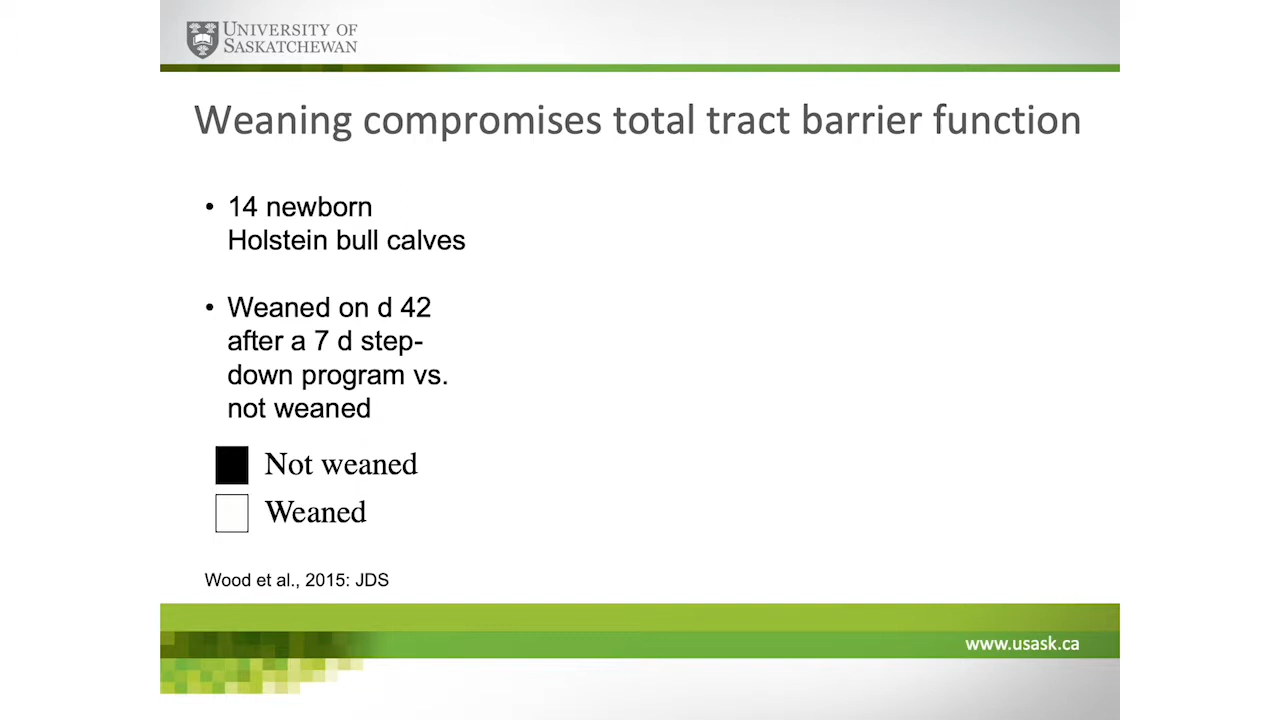 UNIVERSITY OF
SASKATCHEWAN
Weaning compromises total tract barrier function
• 14 newborn
Holstein bull calves
• Weaned on d 42
after a 7 d step-
down program vs.
not weaned
Not weaned
Weaned
Wood et al., 2015: JDS
www.usask.ca